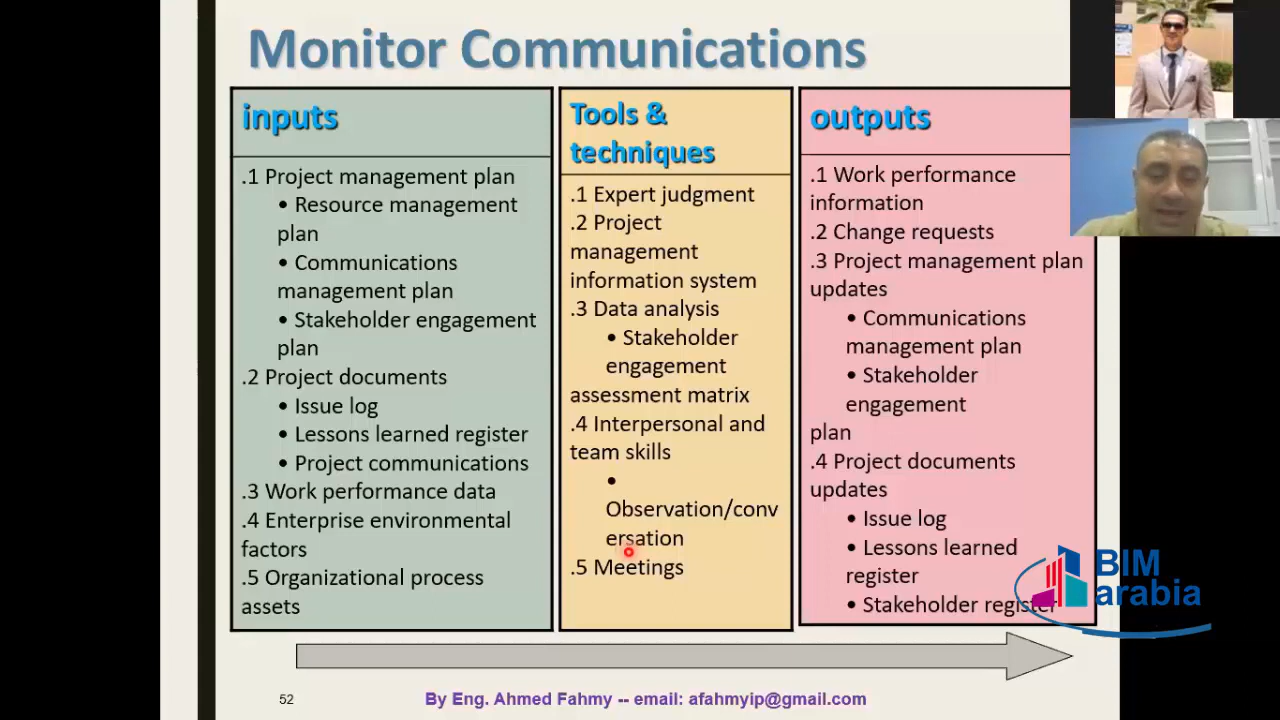 Monitor Communications
inputs
.1 Project management plan
• Resource management
plan
• Communications
management plan
• Stakeholder engagement
plan
.2 Project documents
• Issue log
• Lessons learned register
• Project communications
.3 Work performance data
.4 Enterprise environmental
factors
.5 Organizational process
assets
Tools &
techniques
.1 Expert judgment
.2 Project
management
information system
.3 Data analysis
• Stakeholder
engagement
assessment matrix
.4 Interpersonal and
team skills
•
Observation/conv
ersation
.5 Meetings
outputs
.1 Work performance
information
.2 Change requests
.3 Project management plan
updates
• Communications
management plan
• Stakeholder
engagement
plan
.4 Project documents
updates
• Issue log
• Lessons learned
register
• Stakeholder register
BIM
arabia
52
By Eng. Ahmed Fahmy -- email: afahmyip@gmail.com